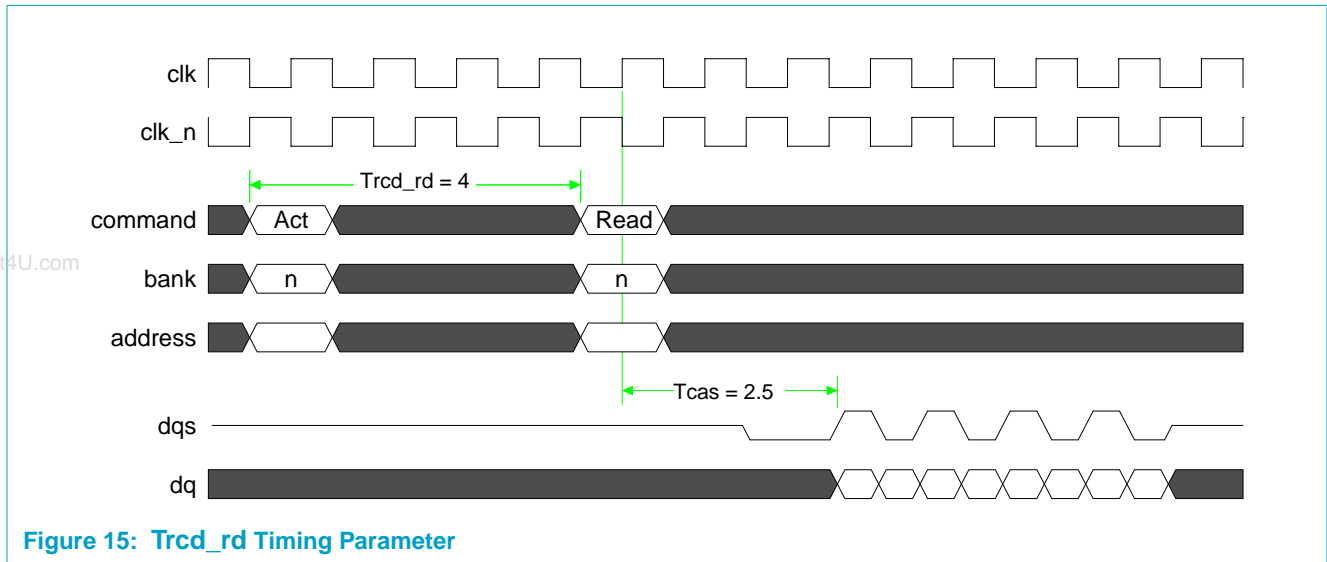 clk
clk_n
Trcd_rd = 4
command Act Read
t4U.com
bank n n
address
Tcas = 2.5
dqs
dq
Figure 15: Trcd_rd Timing Parameter